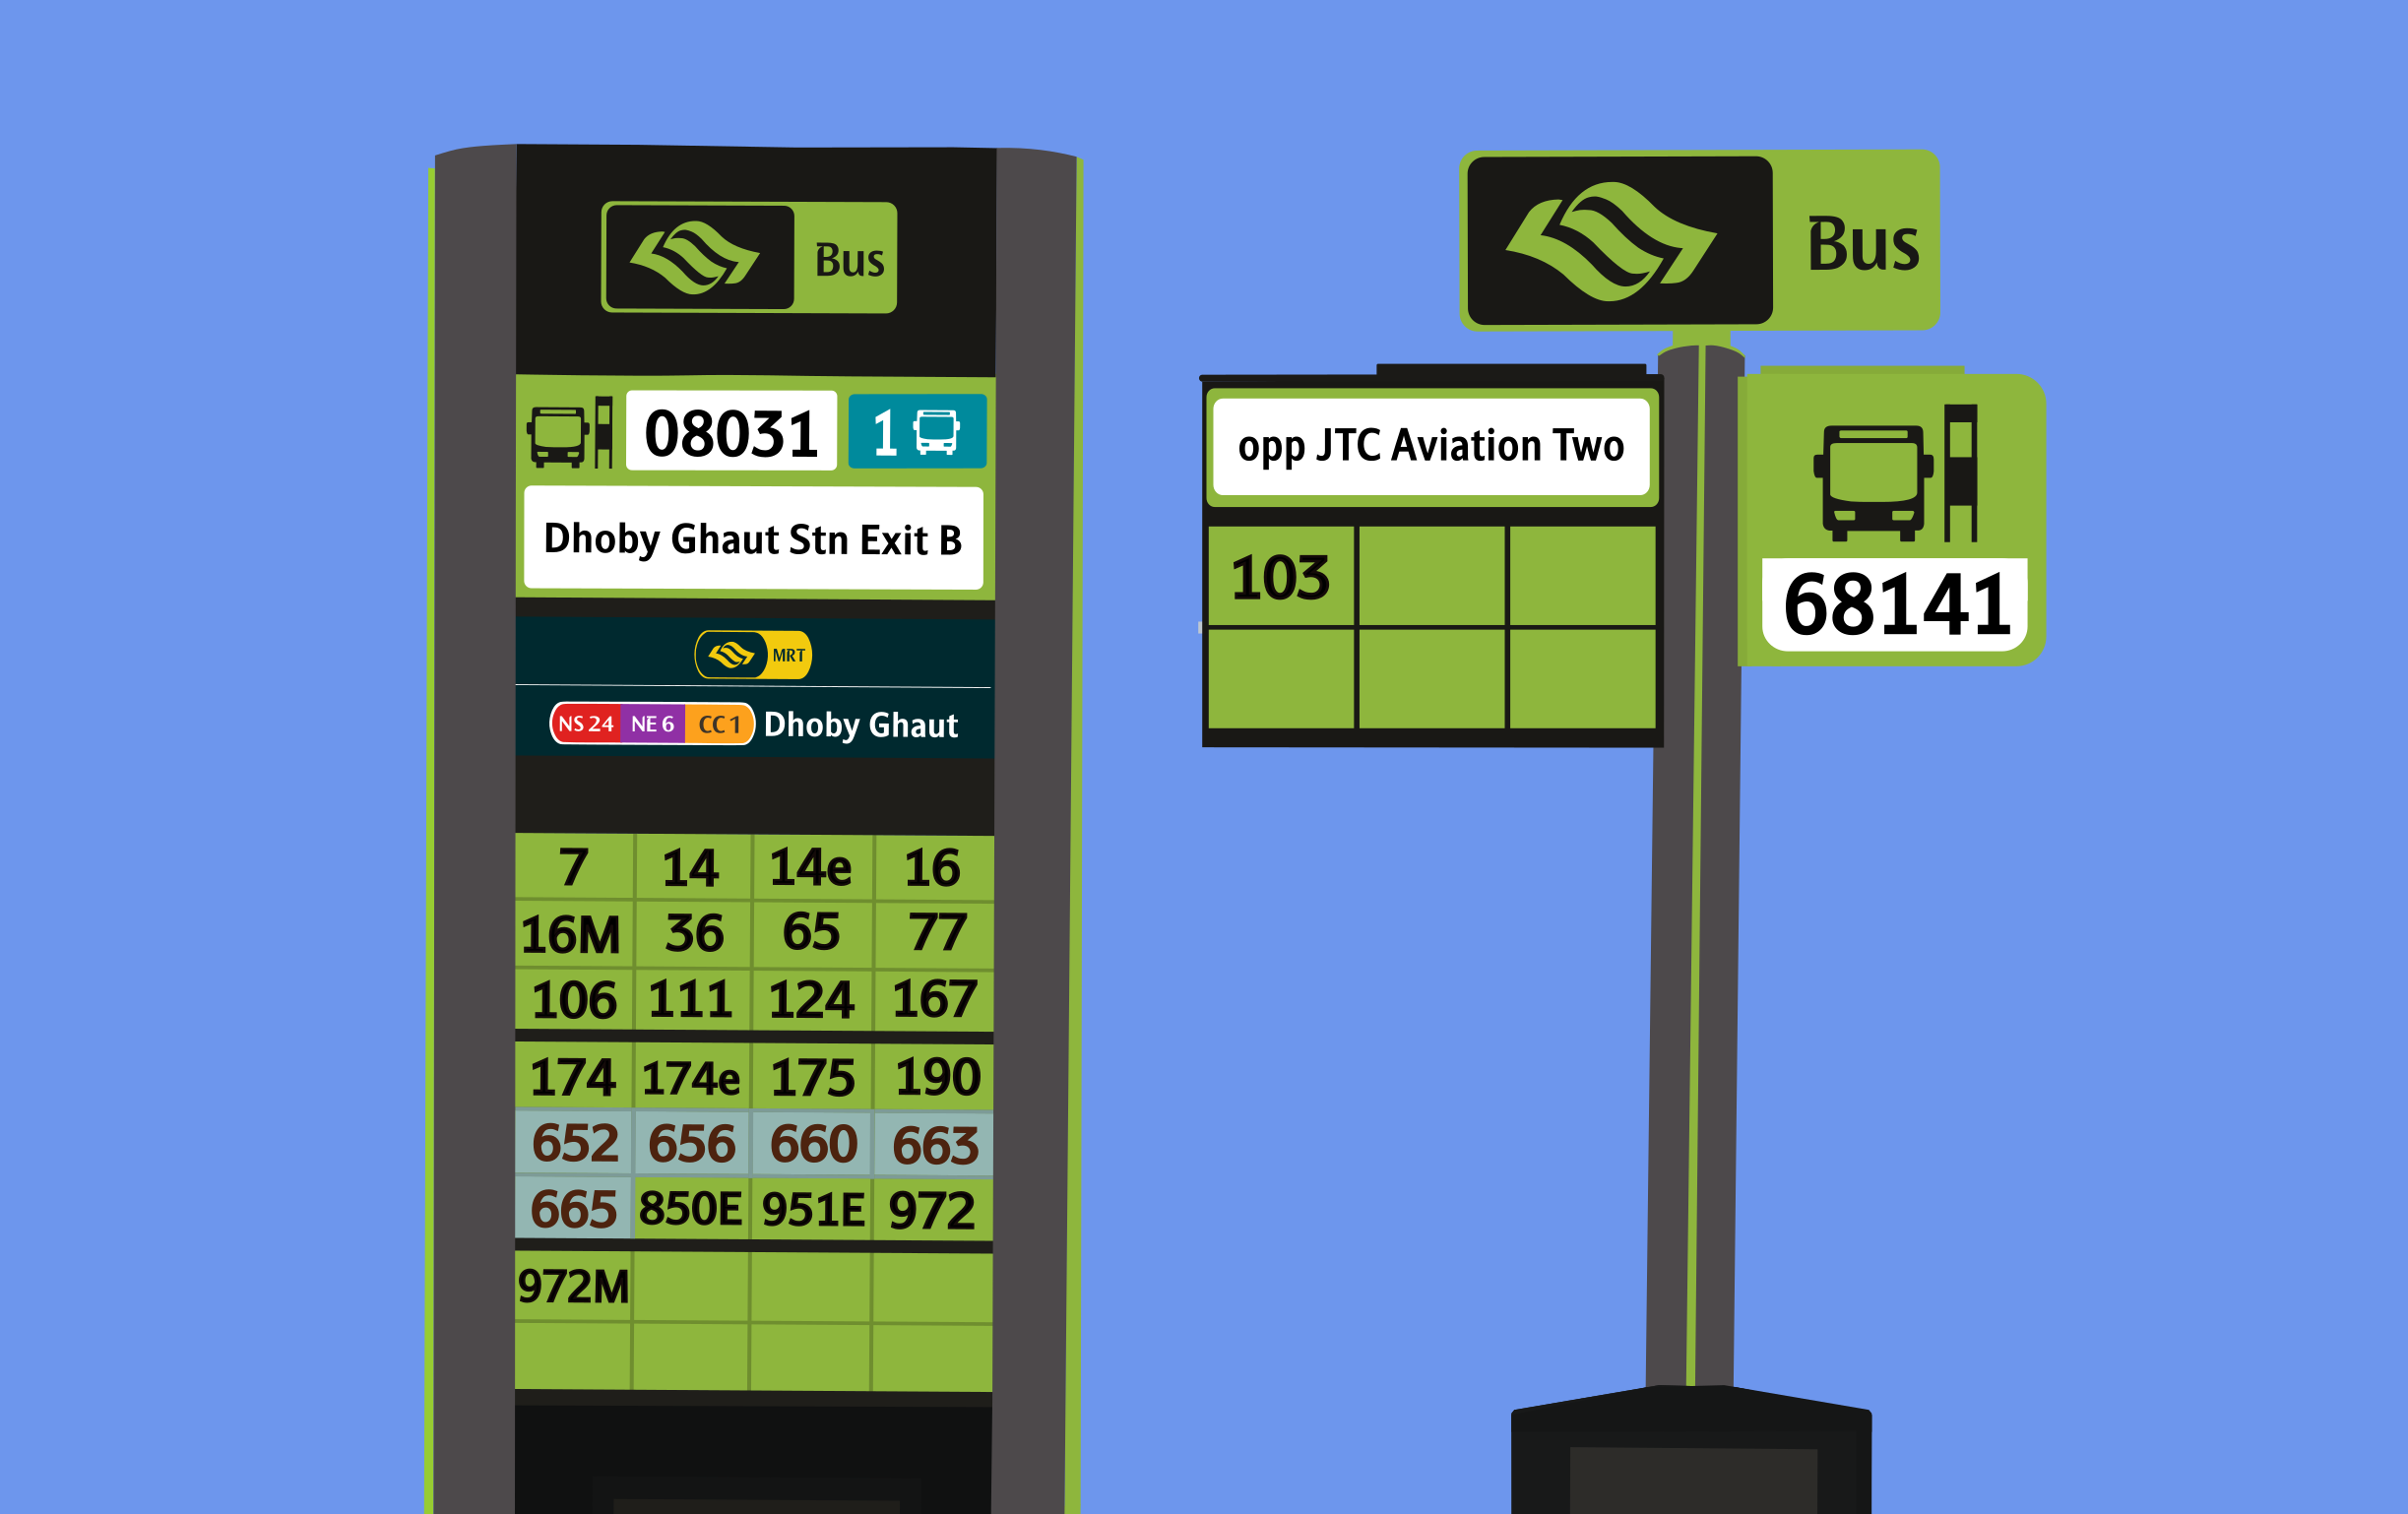 Bus
08031 1
Dhoby Ghaut Stn Exit B
MRT
NS 24 NE 6 CC 1 Dhoby Ghaut
7 14 14e 16
16M 36 65 77
106 111 124 167
174 174e 175 190
652 656 660 663
665 850E 951E 972
972M
Bus
opp JTC Aviation Two
103
68141